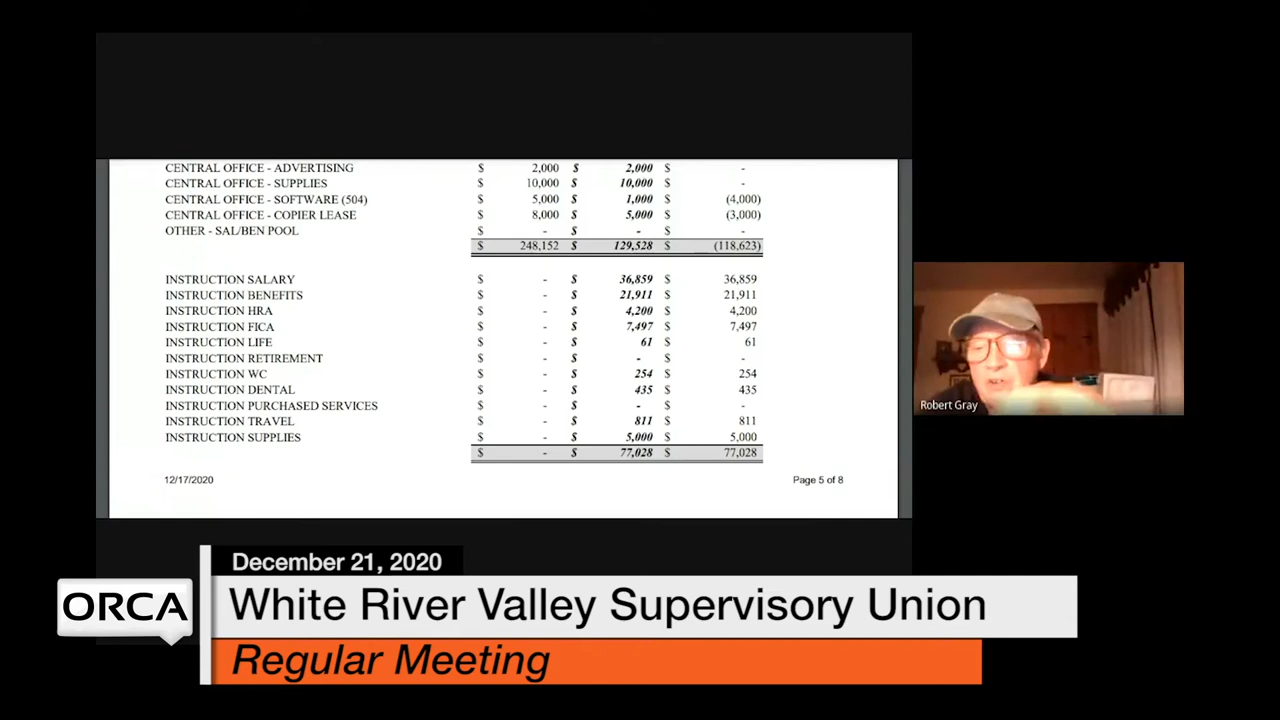 CENTRAL OFFICE - ADVERTISING $ 2,000 $ 2,000 $ -
CENTRAL OFFICE - SUPPLIES $ 10,000 $ 10,000 $ -
CENTRAL OFFICE - SOFTWARE (504) $ 5,000 $ 1,000 $ (4,000)
CENTRAL OFFICE - COPIER LEASE $ 8,000 $ 5,000 $ (3,000)
OTHER - SAL/BEN POOL $ - $ - $ -
$ 248,152 $ 129,528 $ (118,623)
INSTRUCTION SALARY $ - $ 36,859 $ 36,859
INSTRUCTION BENEFITS $ - $ 21,911 $ 21,911
INSTRUCTION HRA $ - $ 4,200 $ 4,200
INSTRUCTION FICA $ - $ 7,497 $ 7,497
INSTRUCTION LIFE $ - $ 61 $ 61
INSTRUCTION RETIREMENT $ - $ - $ -
INSTRUCTION WC $ - $ 254 $ 254
INSTRUCTION DENTAL $ - $ 435 $ 435
INSTRUCTION PURCHASED SERVICES $ - $ - $ -
INSTRUCTION TRAVEL $ - $ 811 $ 811
INSTRUCTION SUPPLIES $ - $ 5,000 $ 5,000
$ - $ 77,028 $ 77,028
12/17/2020 Page 5 of 8
Robert Gray
December 21, 2020
ORCA
White River Valley Supervisory Union
Regular Meeting